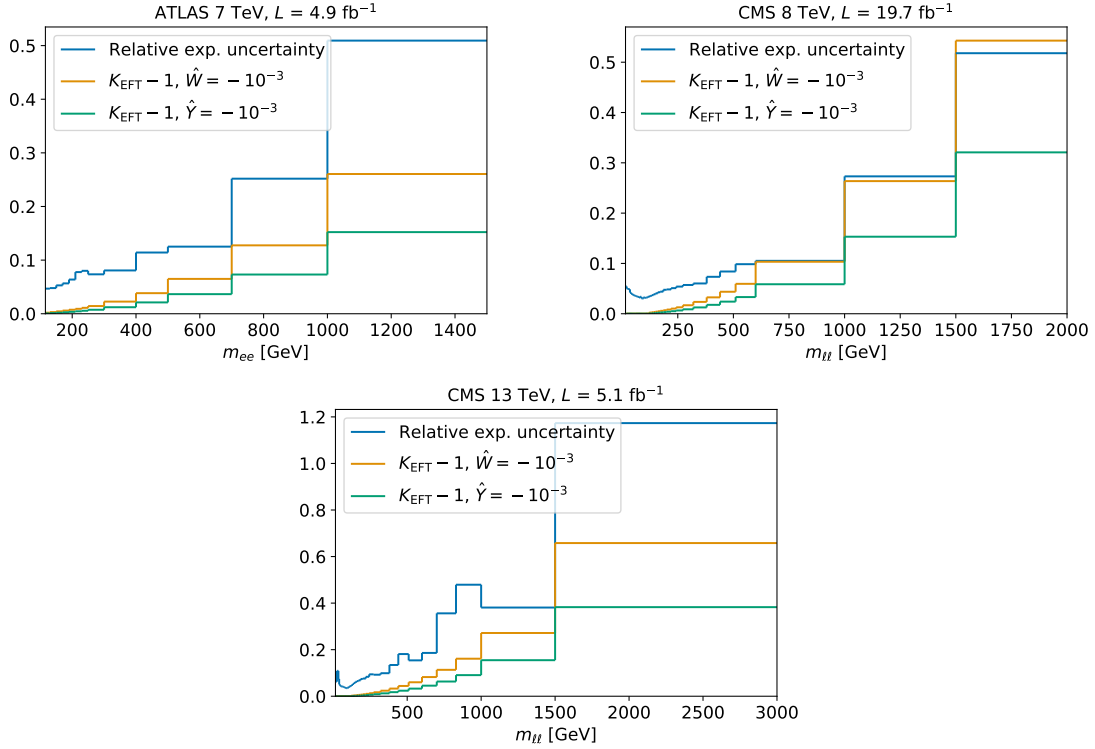 ATLAS 7 TeV, L = 4.9 fb⁻¹
0.5
0.4
0.3
0.2
0.1
0.0
Relative exp. uncertainty
K_EFT − 1, Ŵ = −10⁻³
K_EFT − 1, Ŷ = −10⁻³
200 400 600 800 1000 1200 1400
m_ee [GeV]
CMS 8 TeV, L = 19.7 fb⁻¹
0.5
0.4
0.3
0.2
0.1
0.0
Relative exp. uncertainty
K_EFT − 1, Ŵ = −10⁻³
K_EFT − 1, Ŷ = −10⁻³
250 500 750 1000 1250 1500 1750 2000
m_ℓℓ [GeV]
CMS 13 TeV, L = 5.1 fb⁻¹
1.2
1.0
0.8
0.6
0.4
0.2
0.0
Relative exp. uncertainty
K_EFT − 1, Ŵ = −10⁻³
K_EFT − 1, Ŷ = −10⁻³
500 1000 1500 2000 2500 3000
m_ℓℓ [GeV]